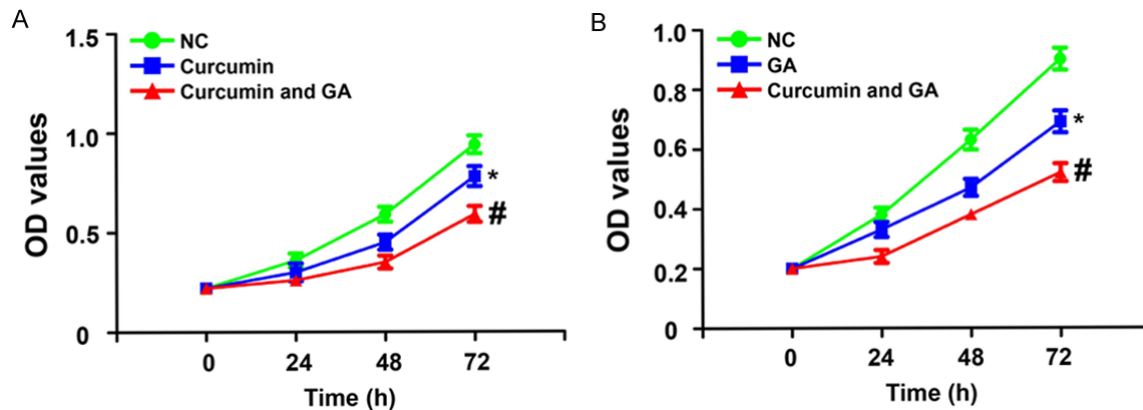 A
1.5
NC
Curcumin
Curcumin and GA
1.0
0.5
0
OD values
*
#
0 24 48 72
Time (h)
B
1.0
NC
GA
Curcumin and GA
0.8
0.6
0.4
0.2
0
OD values
*
#
0 24 48 72
Time (h)